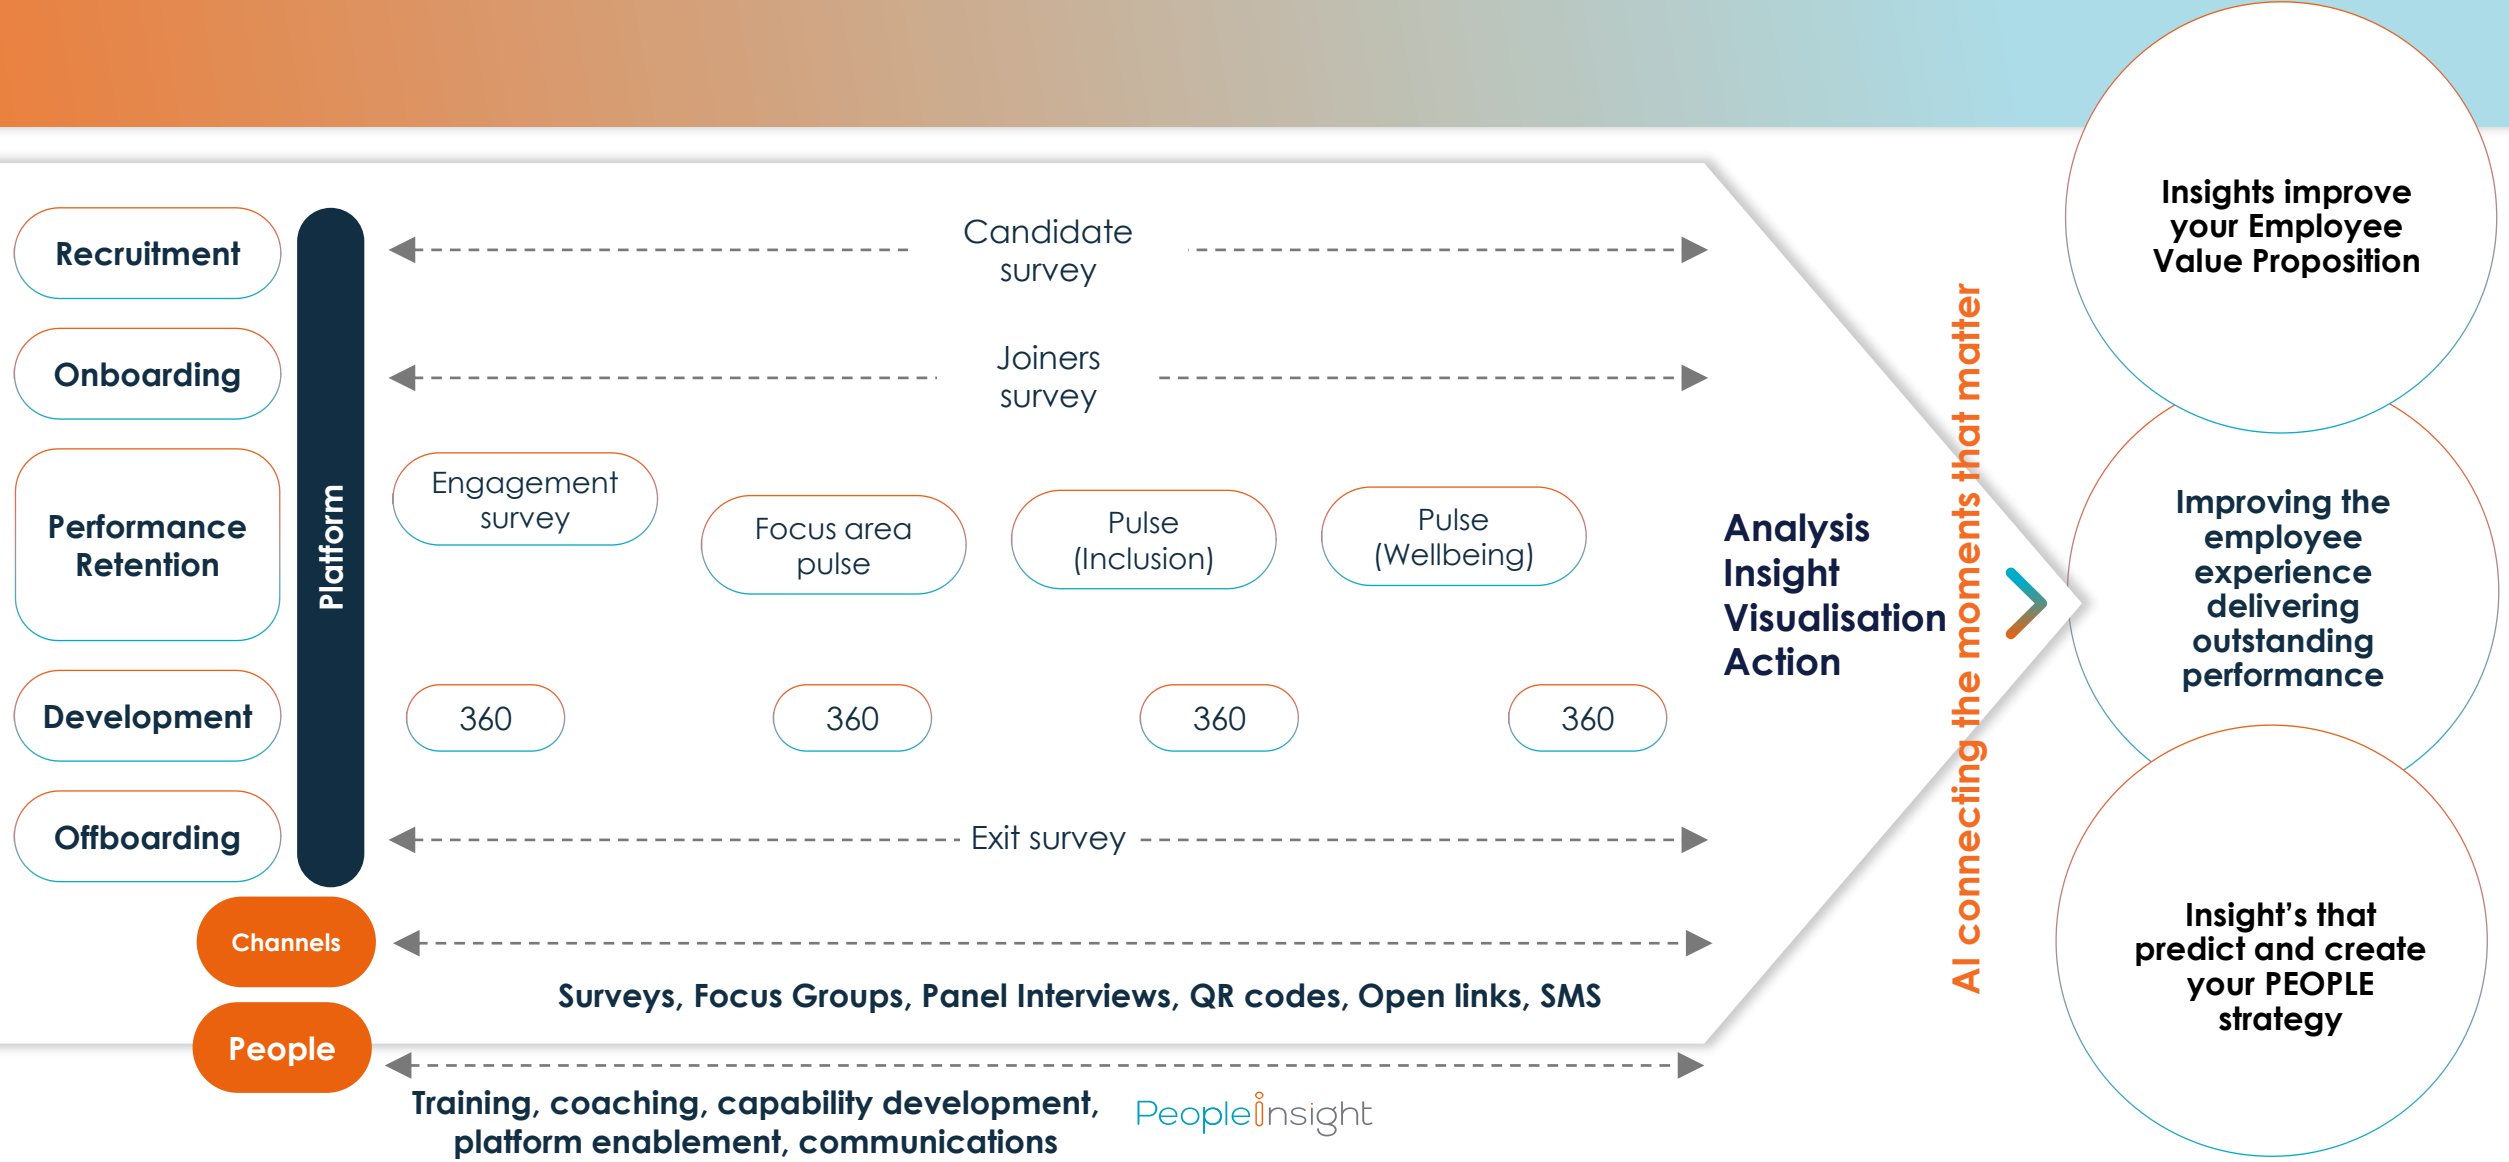 Recruitment
Onboarding
Performance
Retention
Development
Offboarding
Platform
Channels
People
Candidate
survey
Joiners
survey
Engagement
survey
Focus area
pulse
Pulse
(Inclusion)
Pulse
(Wellbeing)
360
360
360
360
Exit survey
Surveys, Focus Groups, Panel Interviews, QR codes, Open links, SMS
Training, coaching, capability development,
platform enablement, communications
PeopleInsight
Analysis
Insight
Visualisation
Action
AI connecting the moments that matter
Insights improve
your Employee
Value Proposition
Improving the
employee
experience
delivering
outstanding
performance
Insight’s that
predict and create
your PEOPLE
strategy